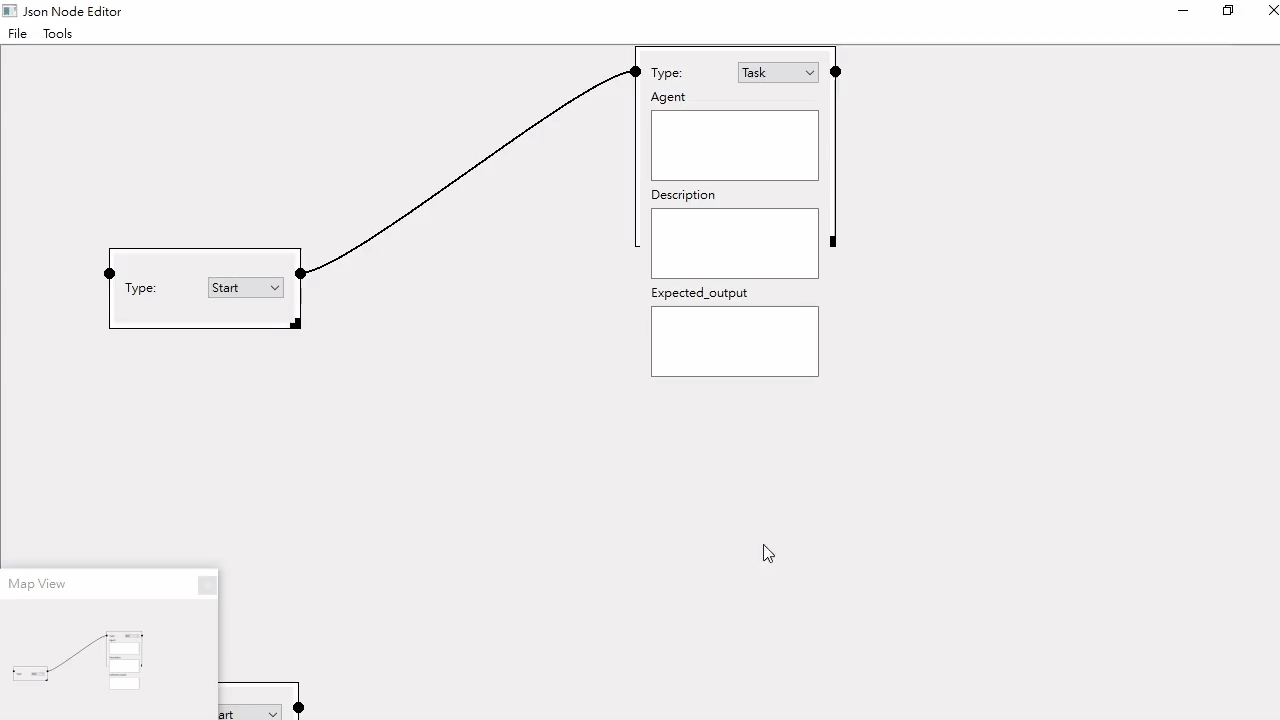 Json Node Editor
File Tools
Type: Task
Agent
Description
Type: Start
Expected_output
Map View
art